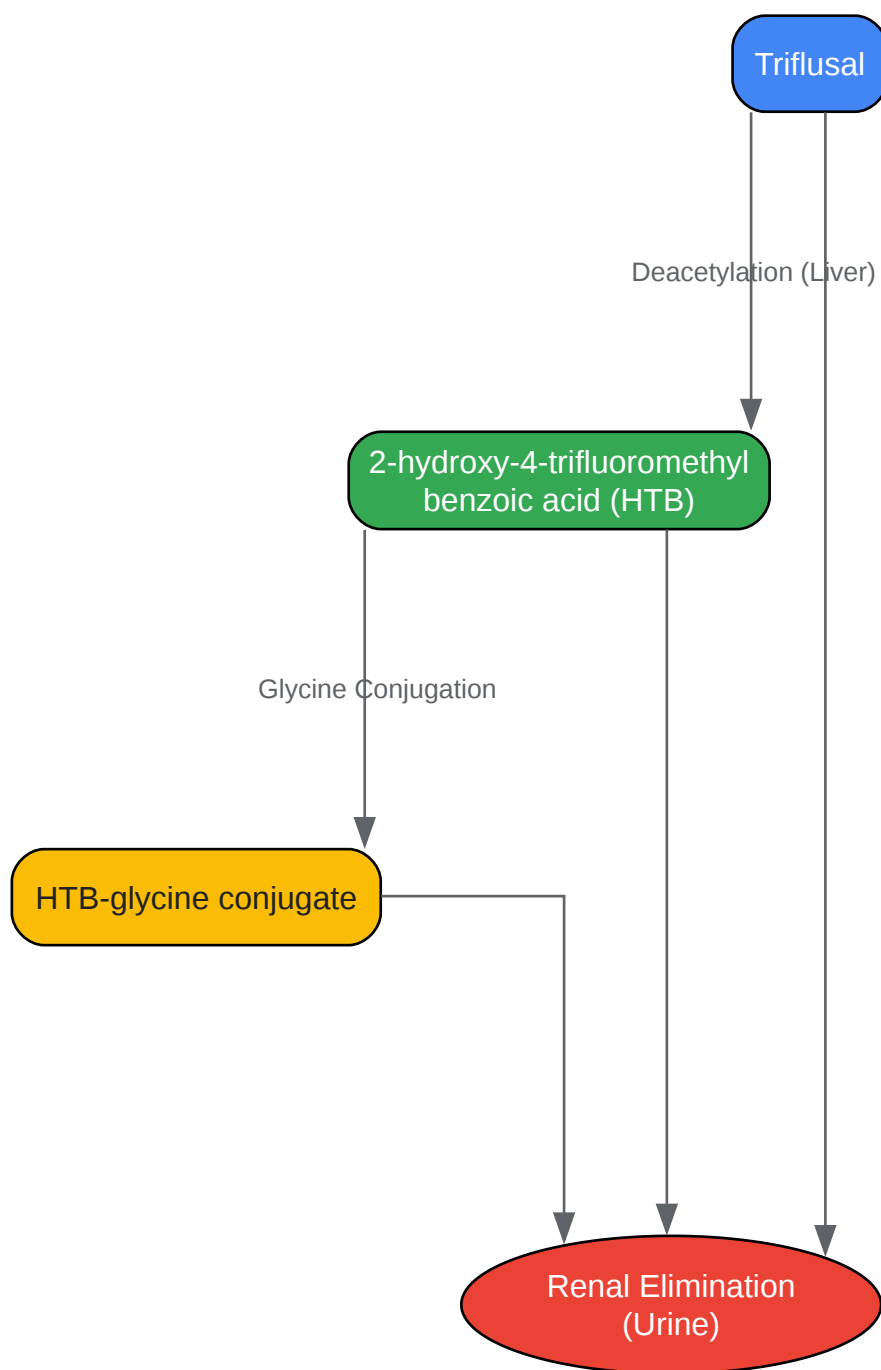 Triflusal
Deacetylation (Liver)
2-hydroxy-4-trifluoromethyl
benzoic acid (HTB)
Glycine Conjugation
HTB-glycine conjugate
Renal Elimination
(Urine)